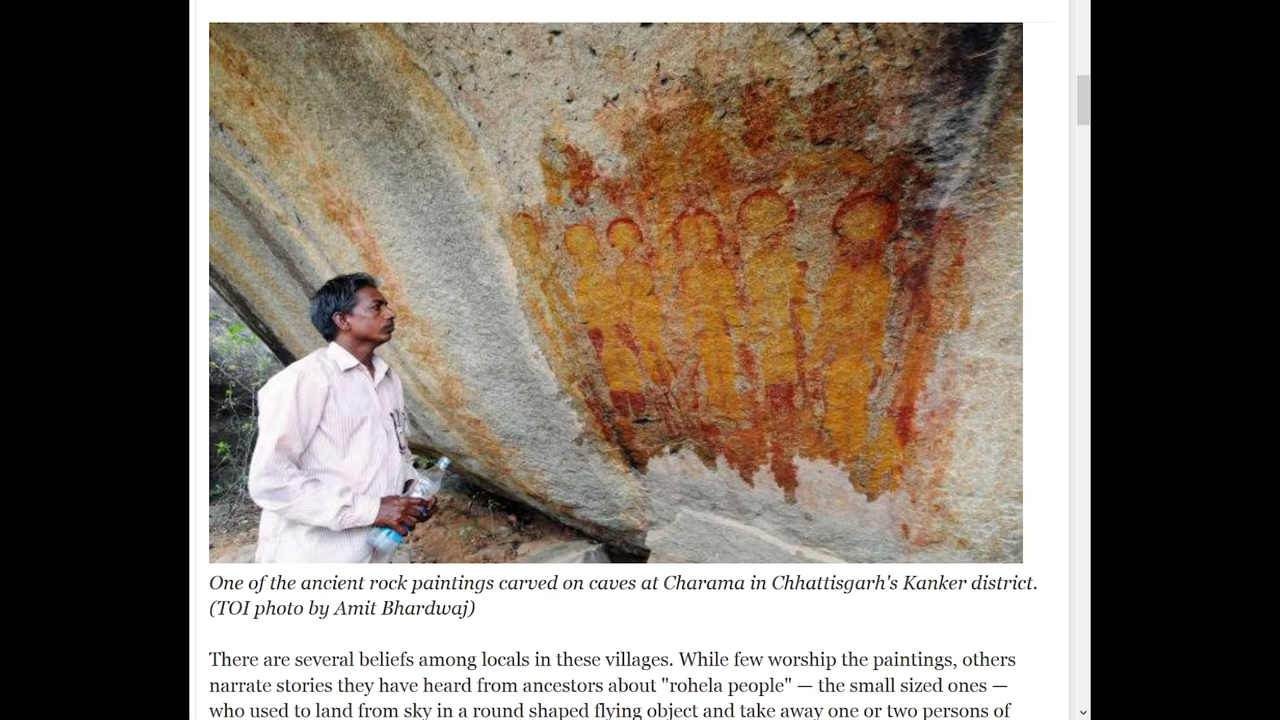 One of the ancient rock paintings carved on caves at Charama in Chhattisgarh's Kanker district.
(TOI photo by Amit Bhardwaj)
There are several beliefs among locals in these villages. While few worship the paintings, others
narrate stories they have heard from ancestors about "rohela people" — the small sized ones —
who used to land from sky in a round shaped flying object and take away one or two persons of